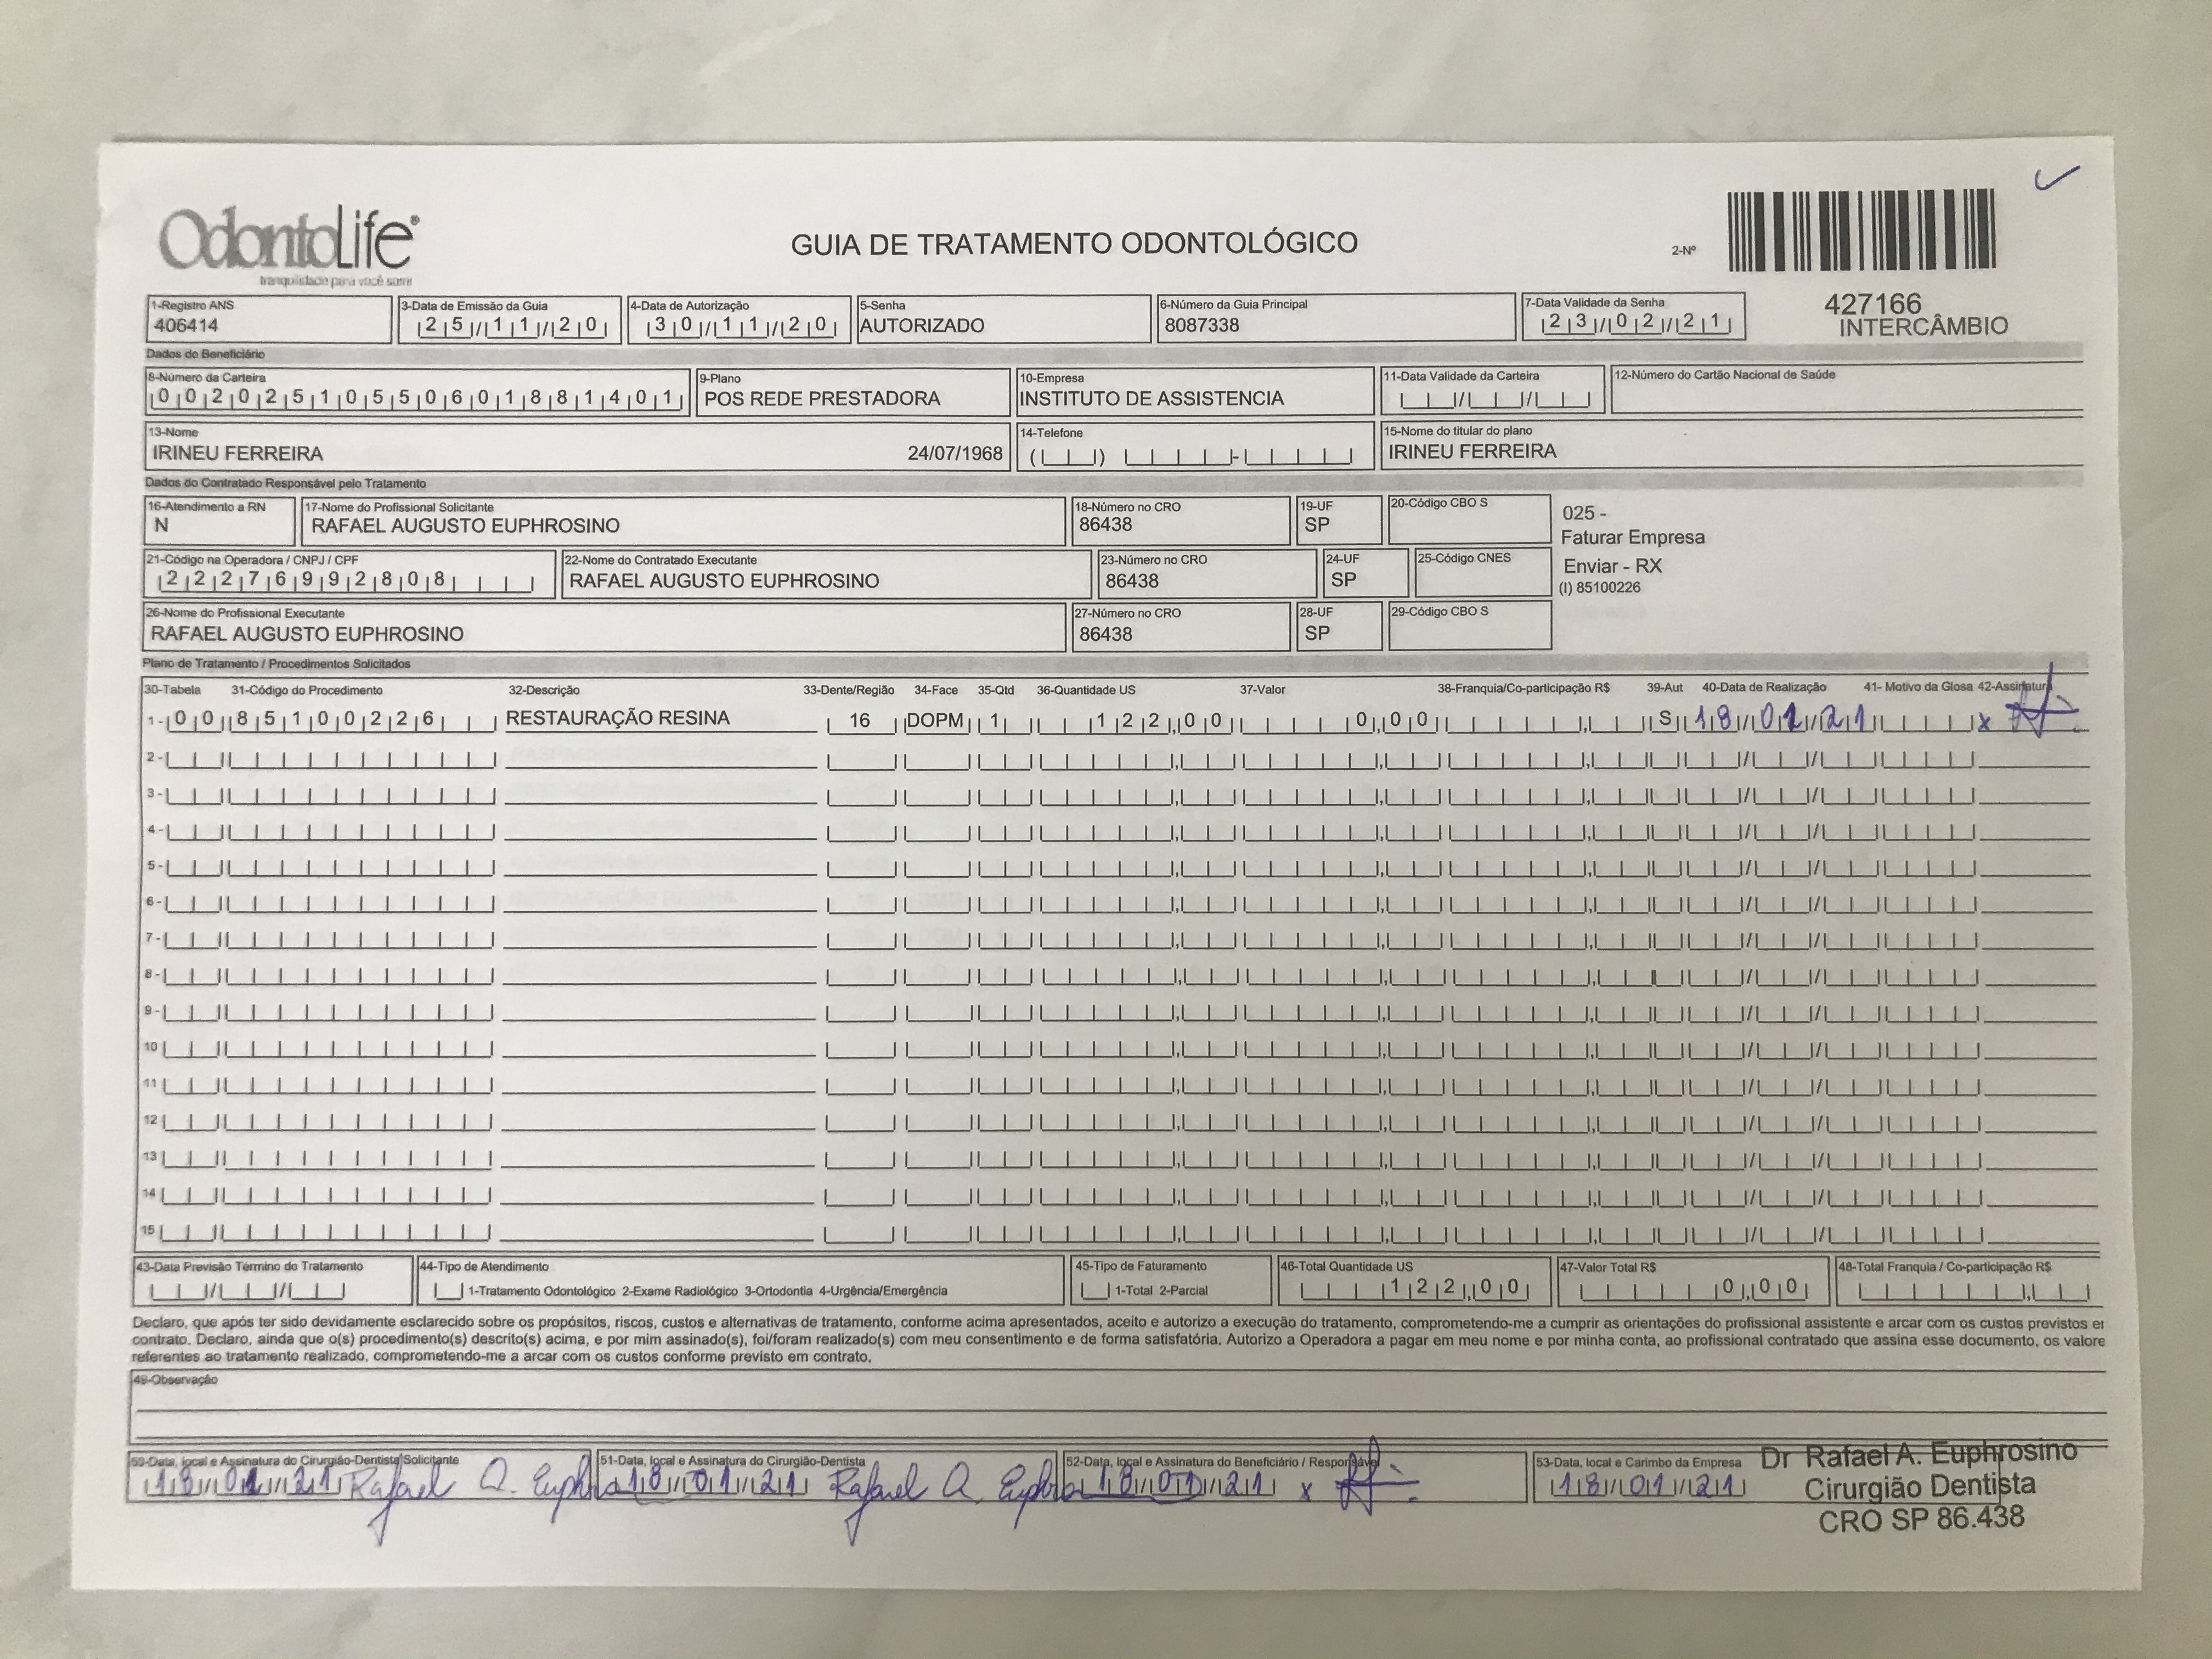 OdontoLife®
tranquilidade para você sorrir
GUIA DE TRATAMENTO ODONTOLÓGICO
2-Nº
427166
INTERCÂMBIO
1-Registro ANS
406414
3-Data de Emissão da Guia
25/11/20
4-Data de Autorização
30/11/20
5-Senha
AUTORIZADO
6-Número da Guia Principal
8087338
7-Data Validade da Senha
23/02/21
Dados do Beneficiário
8-Número da Carteira
00202510550601881401
9-Plano
POS REDE PRESTADORA
10-Empresa
INSTITUTO DE ASSISTENCIA
11-Data Validade da Carteira
12-Número do Cartão Nacional de Saúde
13-Nome
IRINEU FERREIRA 24/07/1968
14-Telefone
15-Nome do titular do plano
IRINEU FERREIRA
Dados do Contratado Responsável pelo Tratamento
16-Atendimento a RN
N
17-Nome do Profissional Solicitante
RAFAEL AUGUSTO EUPHROSINO
18-Número no CRO
86438
19-UF
SP
20-Código CBO S
025 -
Faturar Empresa
Enviar - RX
(I) 85100226
21-Código na Operadora / CNPJ / CPF
22276992808
22-Nome do Contratado Executante
RAFAEL AUGUSTO EUPHROSINO
23-Número no CRO
86438
24-UF
SP
25-Código CNES
26-Nome do Profissional Executante
RAFAEL AUGUSTO EUPHROSINO
27-Número no CRO
86438
28-UF
SP
29-Código CBO S
Plano de Tratamento / Procedimentos Solicitados
30-Tabela 31-Código do Procedimento 32-Descrição 33-Dente/Região 34-Face 35-Qtd 36-Quantidade US 37-Valor 38-Franquia/Co-participação R$ 39-Aut 40-Data de Realização 41- Motivo da Glosa 42-Assinatura
1- 00 85100226 RESTAURAÇÃO RESINA 16 DOPM 1 122,00 0,00 S 18/01/21 x
2-
3-
4-
5-
6-
7-
8-
9-
10
11
12
13
14
15
43-Data Previsão Término do Tratamento
44-Tipo de Atendimento
1-Tratamento Odontológico 2-Exame Radiológico 3-Ortodontia 4-Urgência/Emergência
45-Tipo de Faturamento
1-Total 2-Parcial
46-Total Quantidade US
122,00
47-Valor Total R$
0,00
48-Total Franquia / Co-participação R$
Declaro, que após ter sido devidamente esclarecido sobre os propósitos, riscos, custos e alternativas de tratamento, conforme acima apresentados, aceito e autorizo a execução do tratamento, comprometendo-me a cumprir as orientações do profissional assistente e arcar com os custos previstos em
contrato. Declaro, ainda que o(s) procedimento(s) descrito(s) acima, e por mim assinado(s), foi/foram realizado(s) com meu consentimento e de forma satisfatória. Autorizo a Operadora a pagar em meu nome e por minha conta, ao profissional contratado que assina esse documento, os valore
referentes ao tratamento realizado, comprometendo-me a arcar com os custos conforme previsto em contrato.
49-Observação
50-Data, local e Assinatura do Cirurgião-Dentista Solicitante
18/01/21 Rafael A. Euphro
51-Data, local e Assinatura do Cirurgião-Dentista
18/01/21 Rafael A. Euphro
52-Data, local e Assinatura do Beneficiário / Responsável
18/01/21 x
53-Data, local e Carimbo da Empresa
18/01/21
Dr Rafael A. Euphrosino
Cirurgião Dentista
CRO SP 86.438